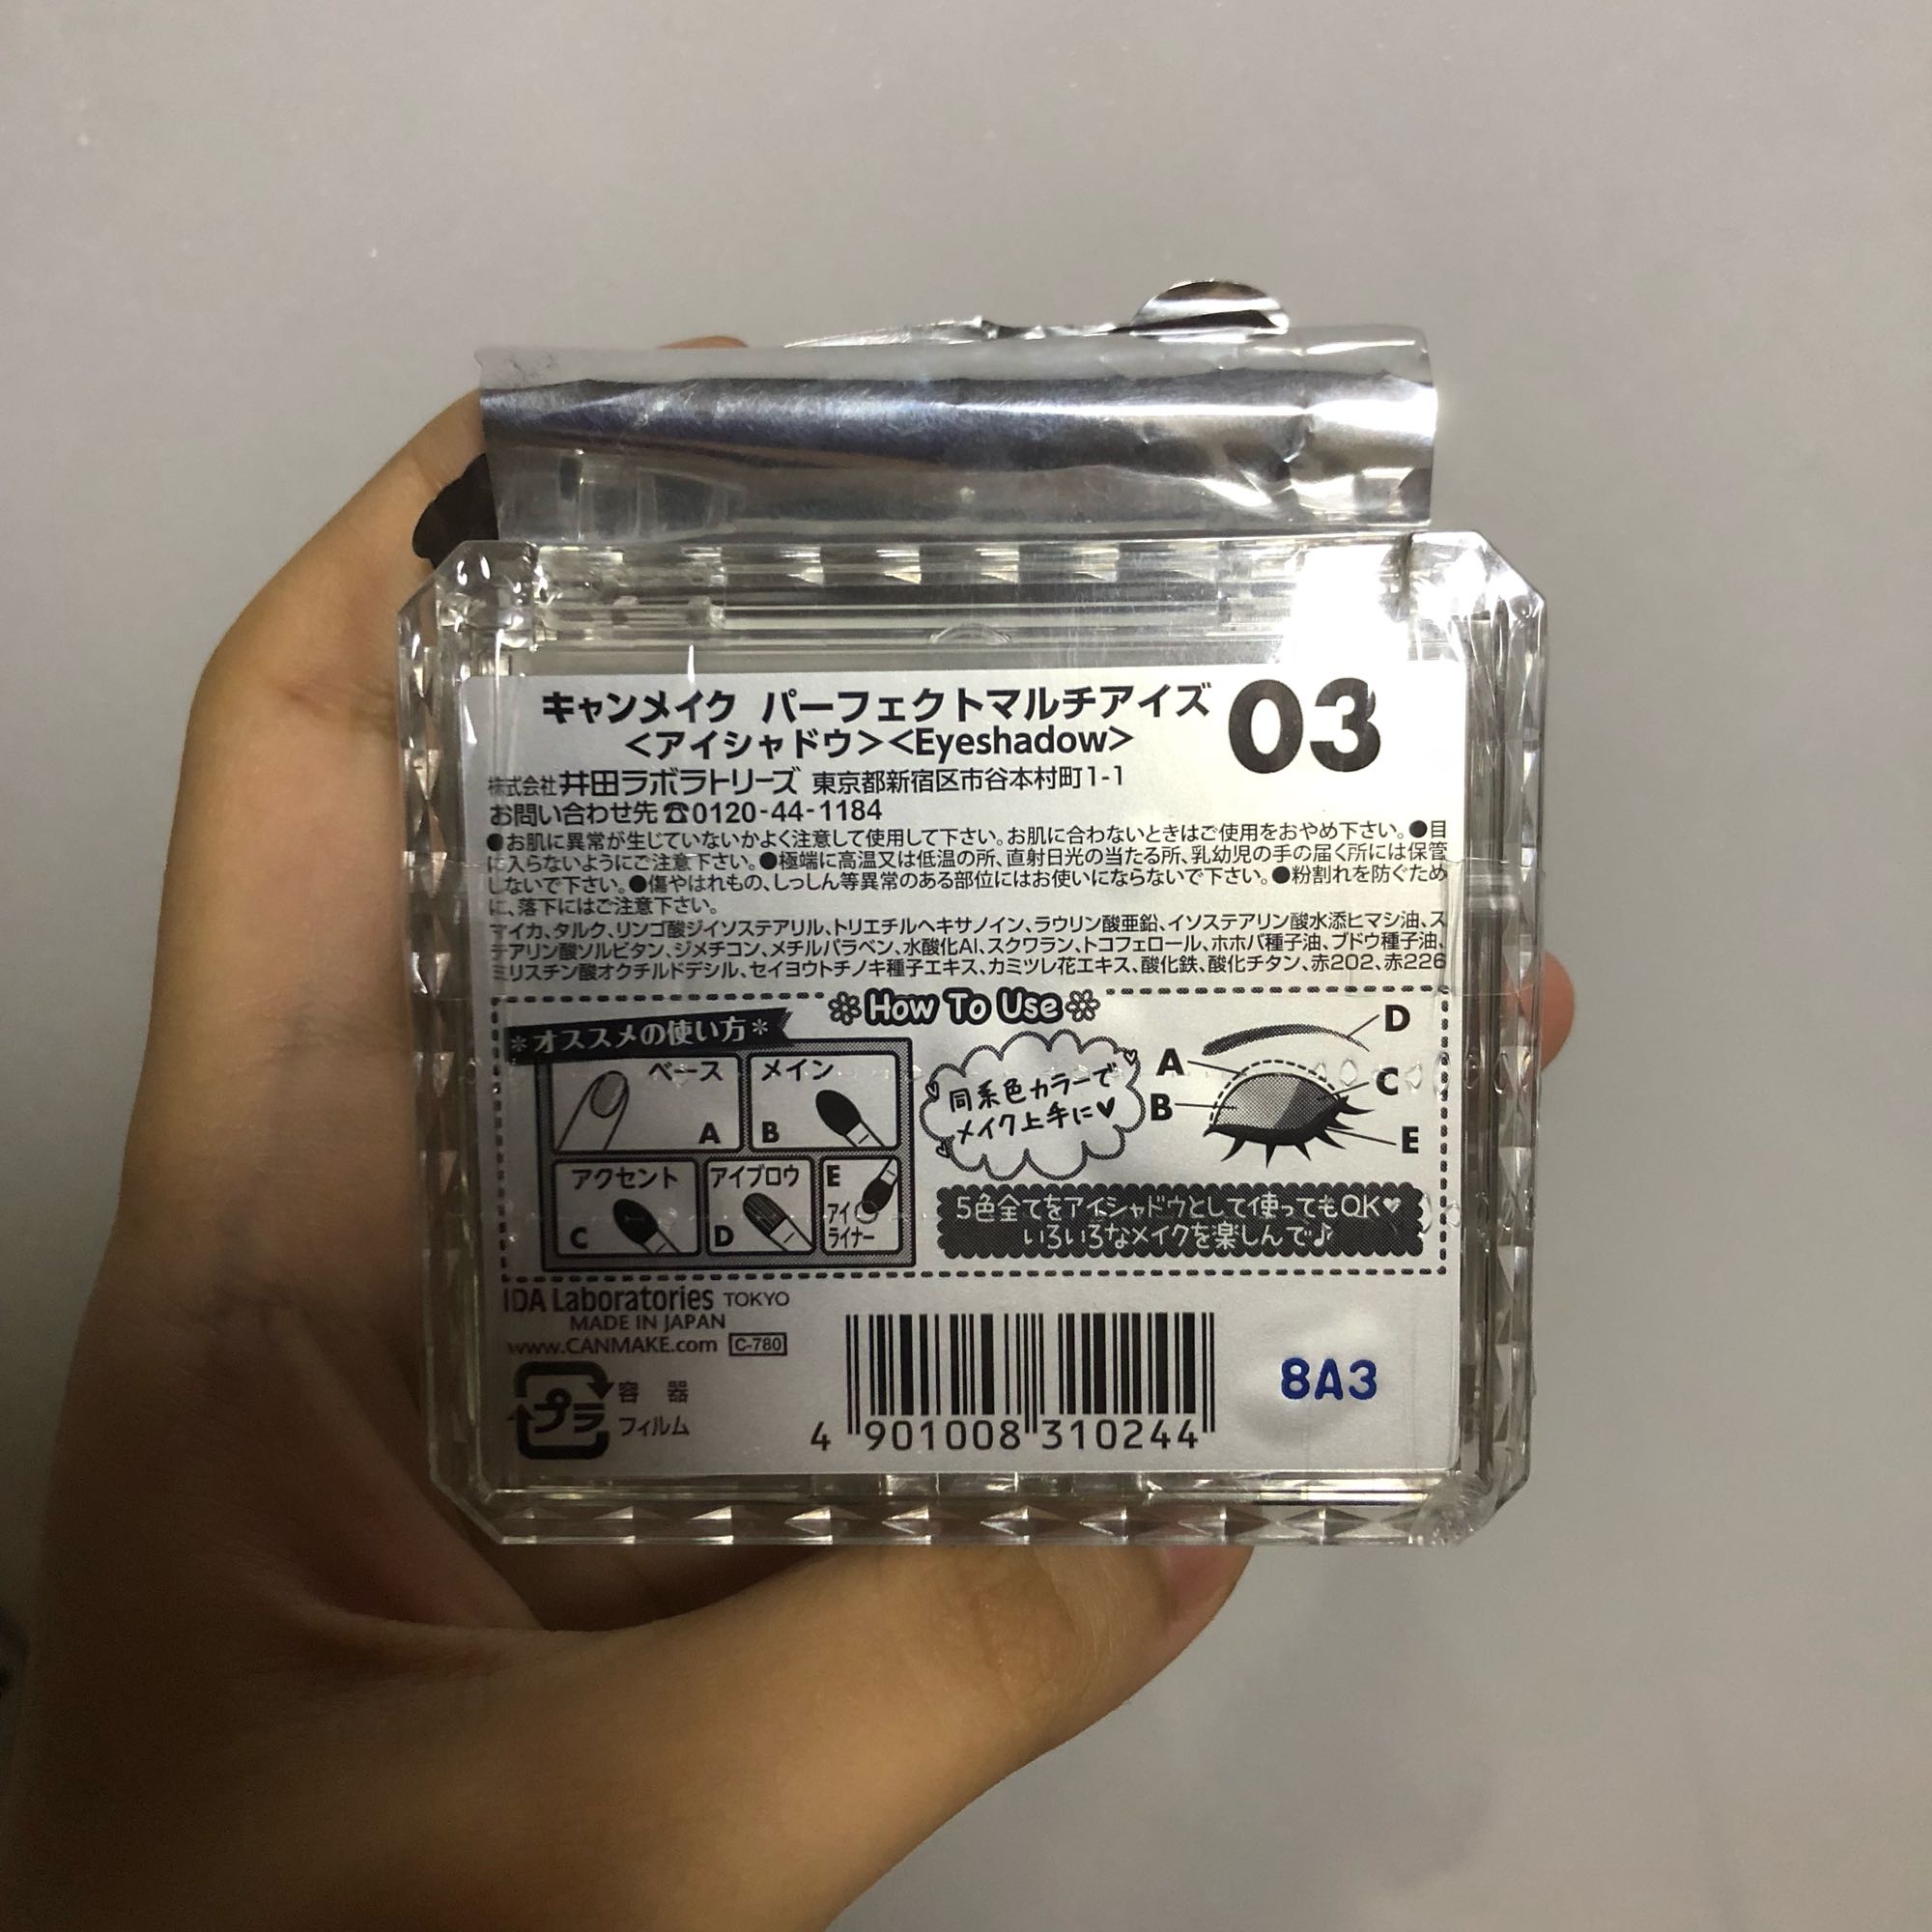 キャンメイク パーフェクトマルチアイズ 03
<アイシャドウ><Eyeshadow>
株式会社井田ラボラトリーズ 東京都新宿区市谷本村町1-1
お問い合わせ先☎0120-44-1184
●お肌に異常が生じていないかよく注意して使用して下さい。お肌に合わないときはご使用をおやめ下さい。●目
に入らないようにご注意下さい。●極端に高温又は低温の所、直射日光の当たる所、乳幼児の手の届く所には保管
しないで下さい。●傷やはれもの、しっしん等異常のある部位にはお使いにならないで下さい。●粉割れを防ぐため
に、落下にはご注意下さい。
マイカ、タルク、リンゴ酸ジイソステアリル、トリエチルヘキサノイン、ラウリン酸亜鉛、イソステアリン酸水添ヒマシ油、ス
テアリン酸ソルビタン、ジメチコン、メチルパラベン、水酸化Al、スクワラン、トコフェロール、ホホバ種子油、ブドウ種子油、
ミリスチン酸オクチルドデシル、セイヨウトチノキ種子エキス、カミツレ花エキス、酸化鉄、酸化チタン、赤202、赤226
How To Use
*オススメの使い方*
ベース
A
メイン
B
アクセント
C
アイブロウ
D
E
アイ
ライナー
同系色カラーで
メイク上手に♥
D
A
C
B
E
5色全てをアイシャドウとして使ってもOK♥
いろいろなメイクを楽しんで♪
IDA Laboratories TOKYO
MADE IN JAPAN
www.CANMAKE.com C-780
プラ
容 器
フィルム
4 901008 310244
8A3